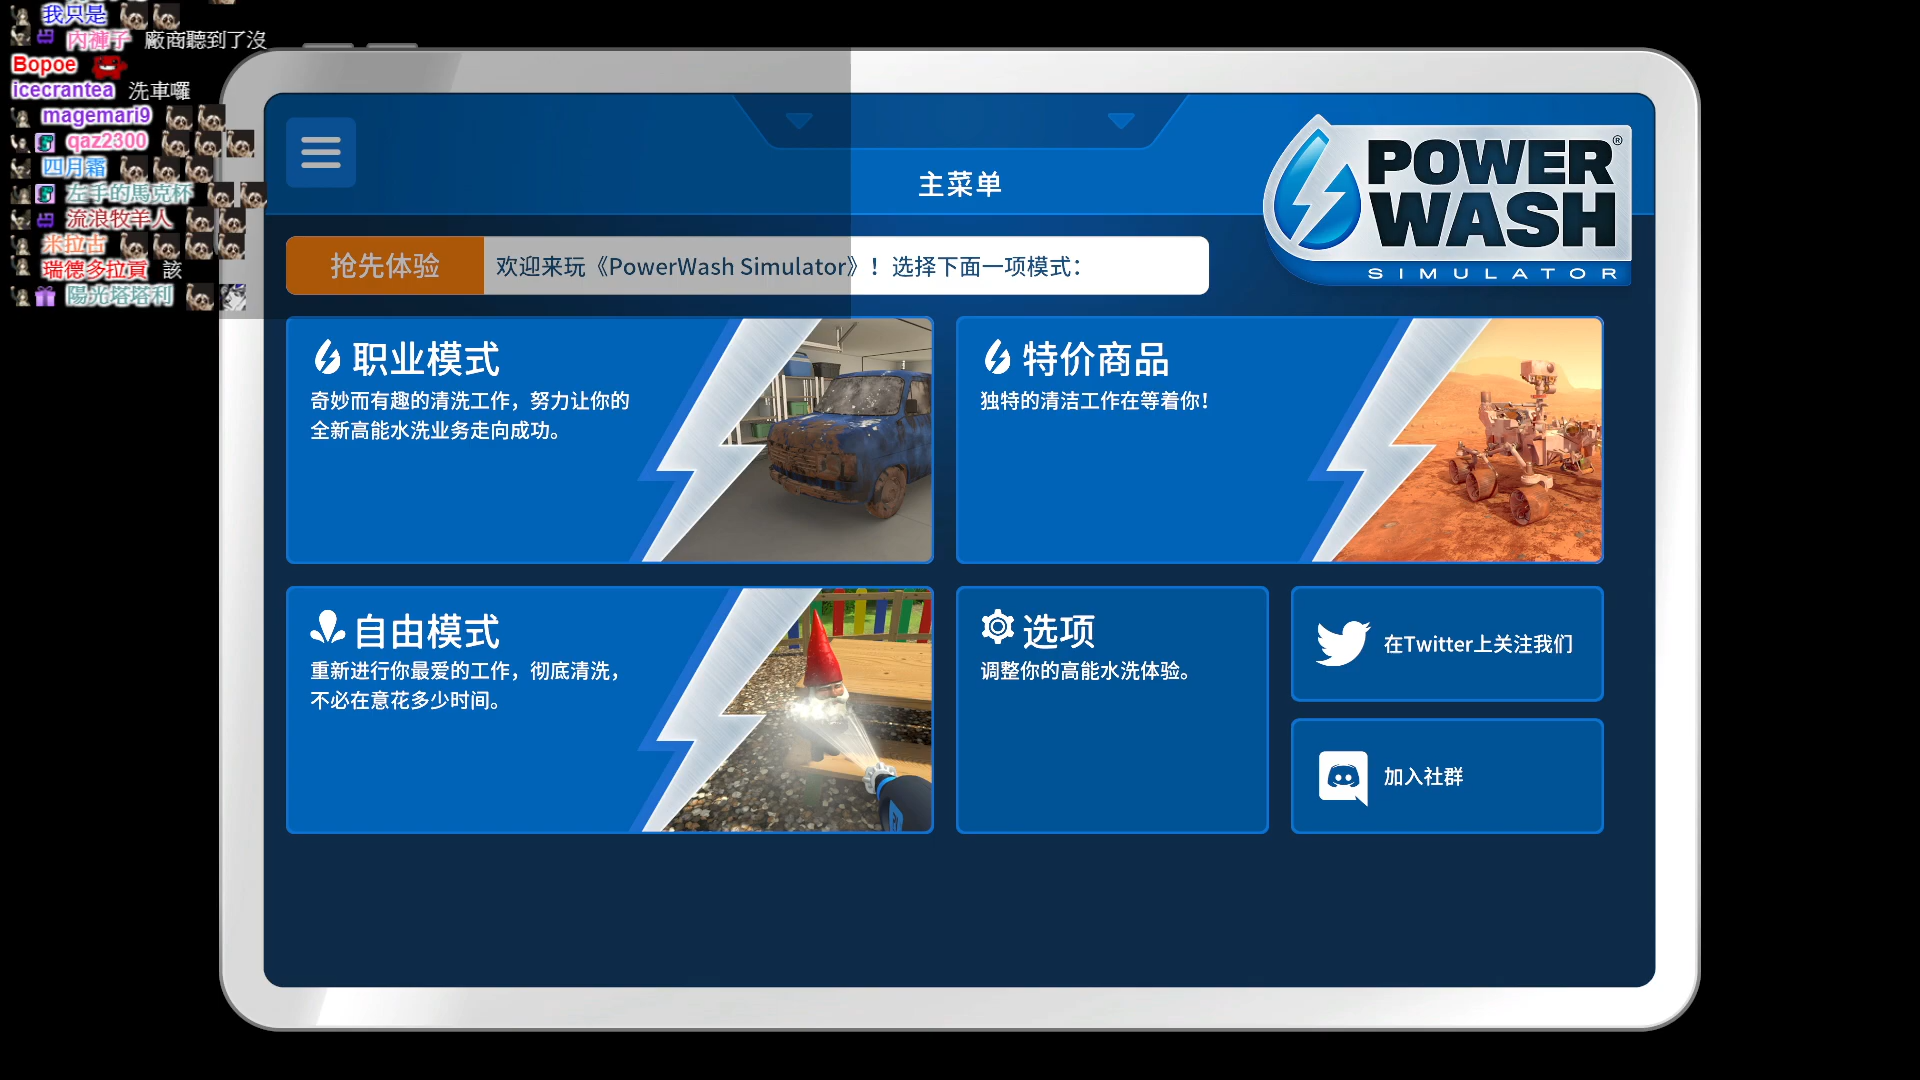 我只是
內褲子 廠商聽到了沒
Bopoe
icecrantea 洗車囉
magemari9
qaz2300
四月霜
左手的馬克杯
流浪牧羊人
米拉古
瑞德多拉貢 該
陽光塔塔利
主菜单
POWER
WASH
SIMULATOR
®
抢先体验 欢迎来玩《PowerWash Simulator》！选择下面一项模式：
职业模式
奇妙而有趣的清洗工作，努力让你的
全新高能水洗业务走向成功。
特价商品
独特的清洁工作在等着你！
自由模式
重新进行你最爱的工作，彻底清洗，
不必在意花多少时间。
选项
调整你的高能水洗体验。
在Twitter上关注我们
加入社群